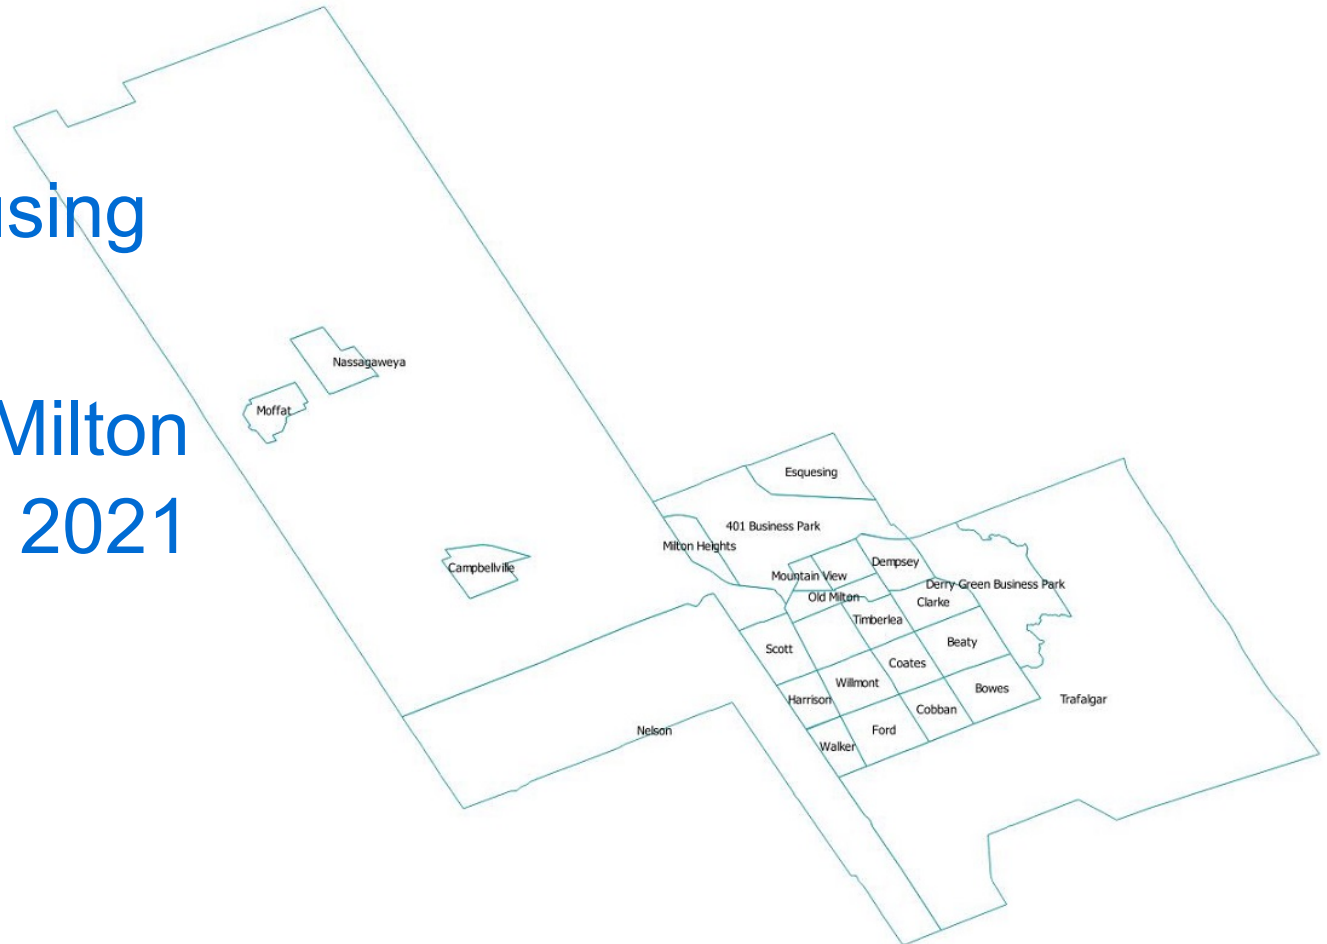 using
Milton
2021
Nassagaweya
Moffat
Campbellville
Esquesing
401 Business Park
Milton Heights
Mountain View
Dempsey
Derry Green Business Park
Old Milton
Clarke
Timberlea
Scott
Beaty
Coates
Willmont
Harrison
Bowes
Trafalgar
Cobban
Nelson
Ford
Walker